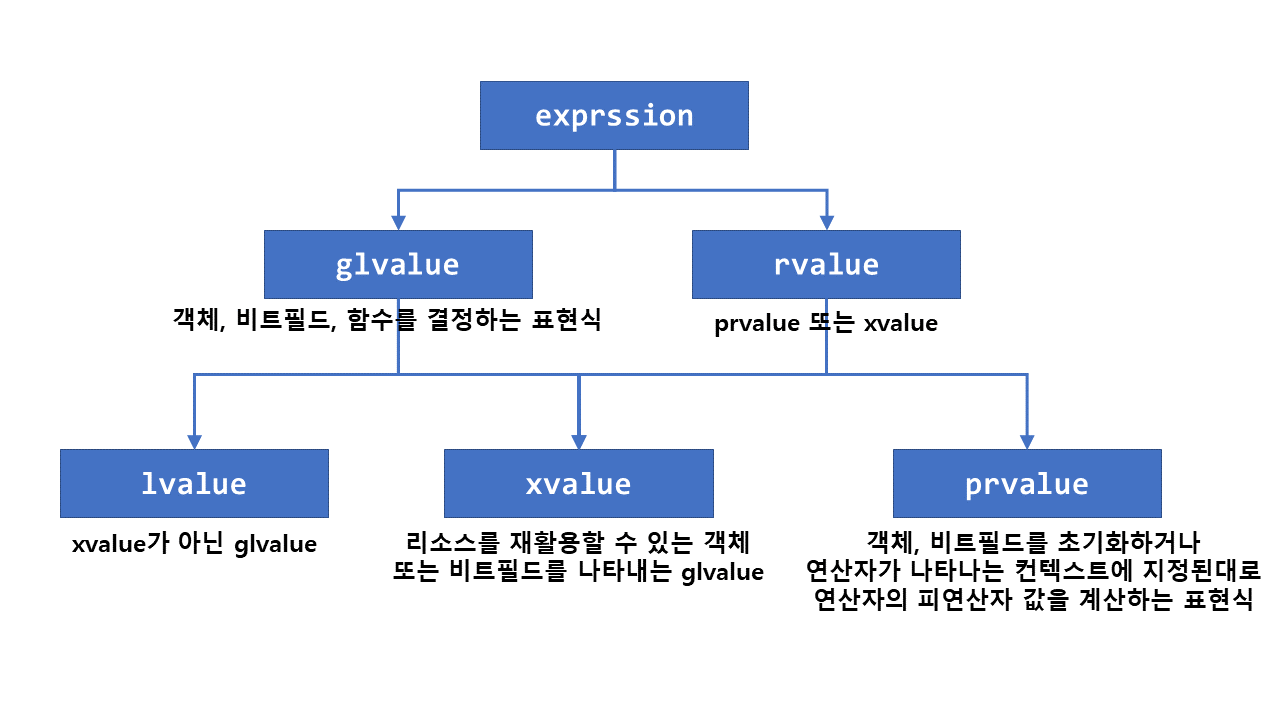 exprssion
glvalue
rvalue
객체, 비트필드, 함수를 결정하는 표현식
prvalue 또는 xvalue
lvalue
xvalue
prvalue
xvalue가 아닌 glvalue
리소스를 재활용할 수 있는 객체
또는 비트필드를 나타내는 glvalue
객체, 비트필드를 초기화하거나
연산자가 나타나는 컨텍스트에 지정된대로
연산자의 피연산자 값을 계산하는 표현식